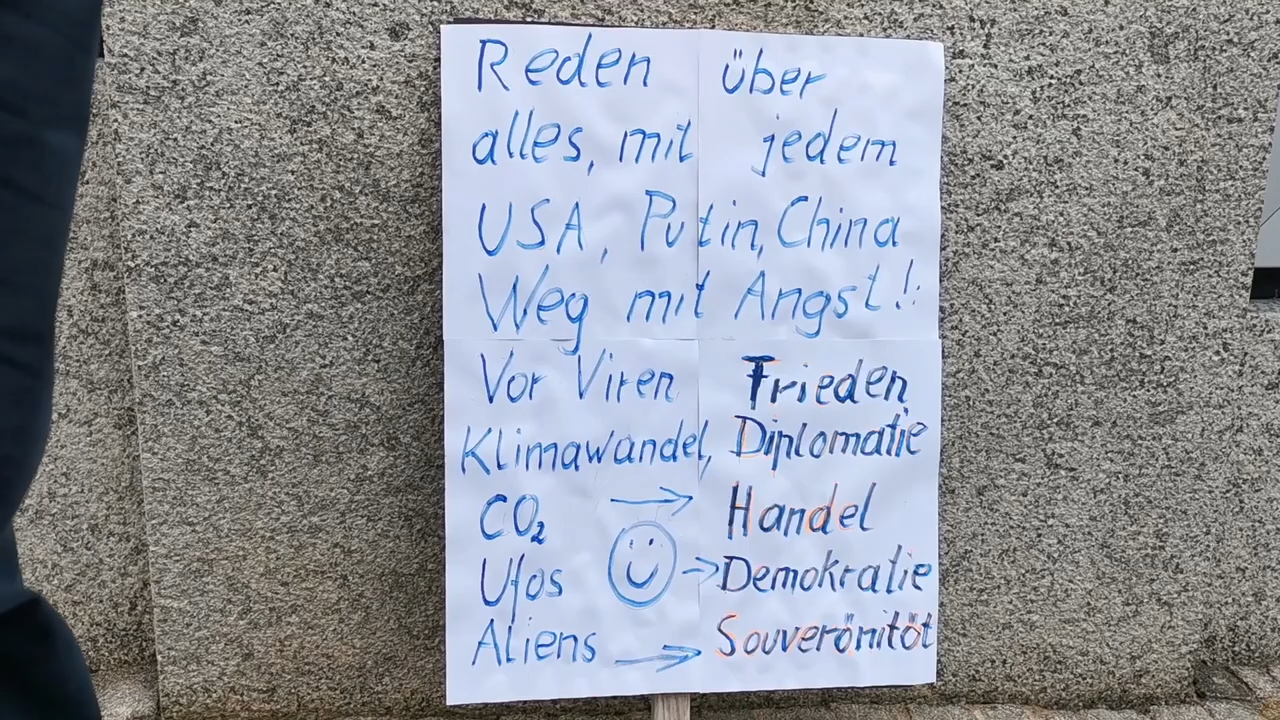 Reden über
alles, mit jedem
USA, Putin, China
Weg mit Angst!
Vor Viren
Klimawandel,
CO₂
Ufos
Aliens
Frieden
Diplomatie
Handel
Demokratie
Souverönitöt